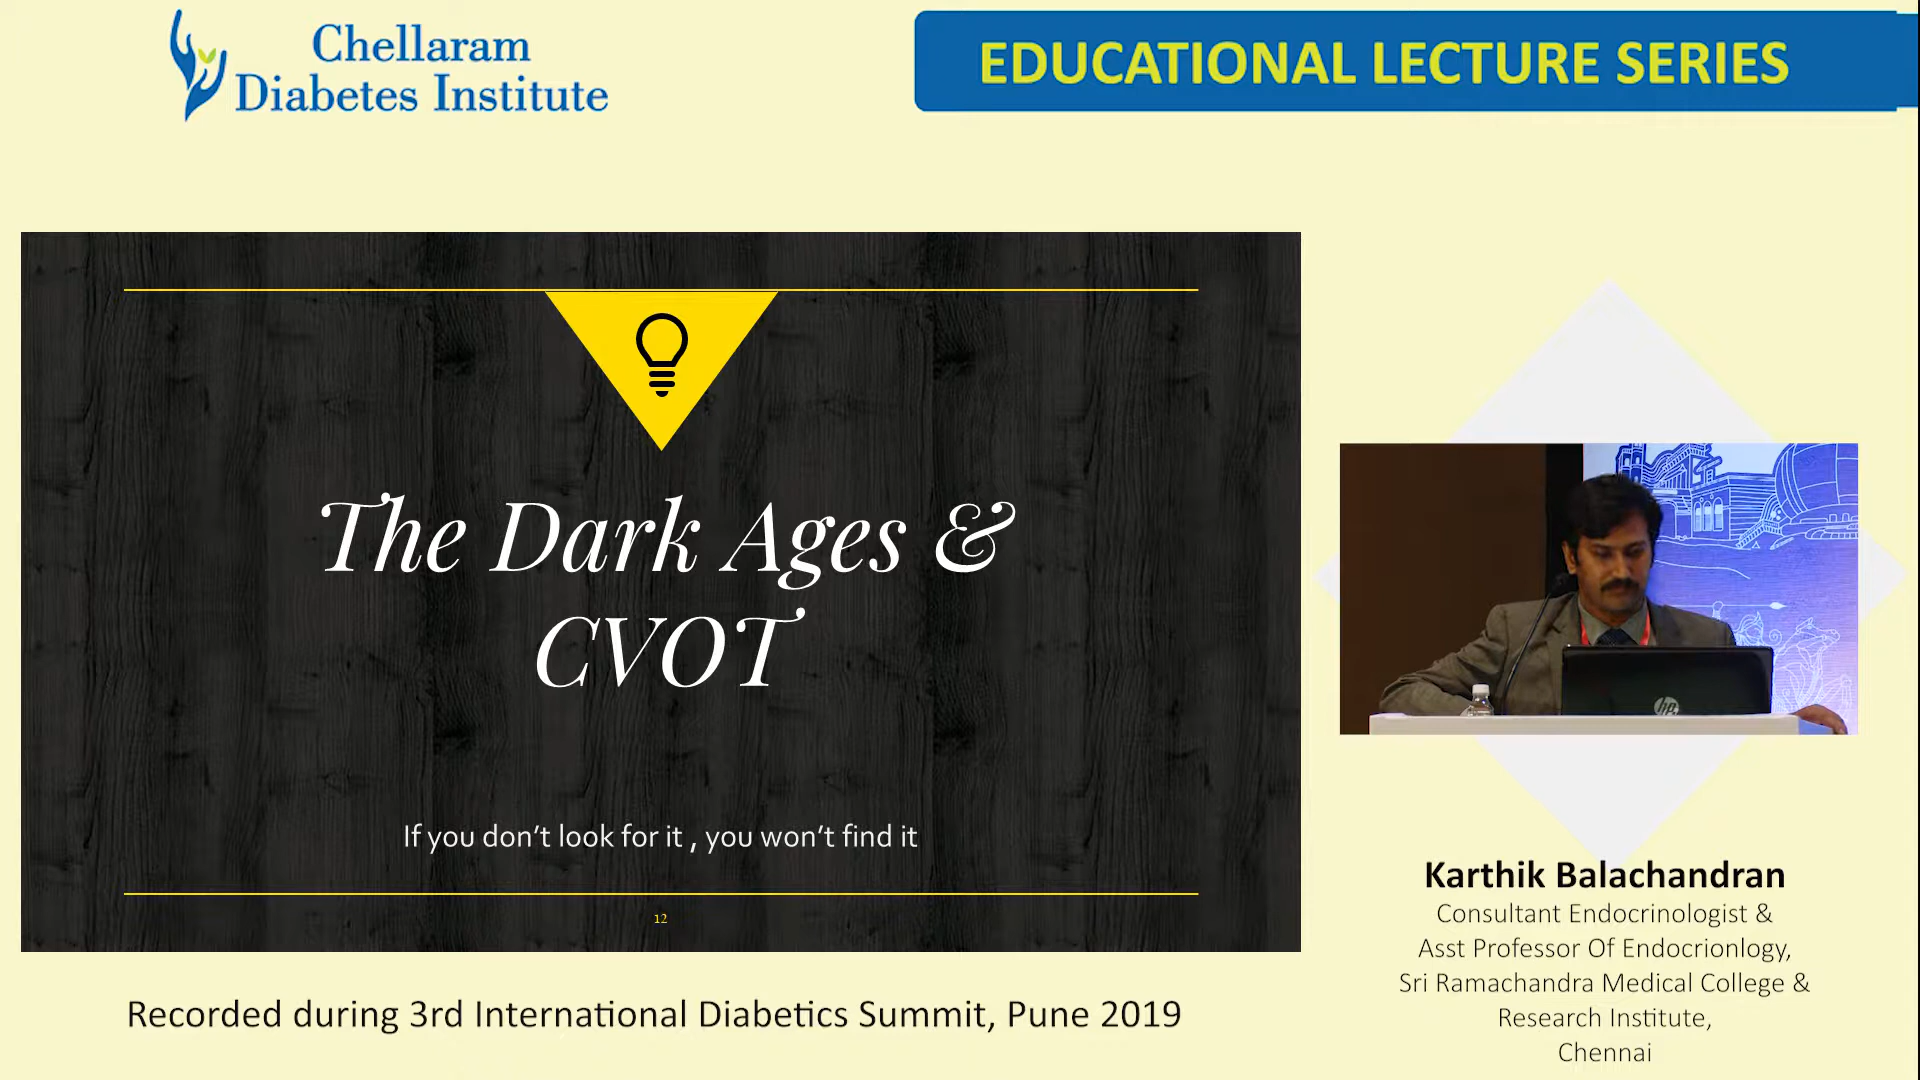 Chellaram
Diabetes Institute
EDUCATIONAL LECTURE SERIES
The Dark Ages &
CVOT
If you don't look for it , you won't find it
12
hp
Karthik Balachandran
Consultant Endocrinologist &
Asst Professor Of Endocrionlogy,
Sri Ramachandra Medical College &
Research Institute,
Chennai
Recorded during 3rd International Diabetics Summit, Pune 2019